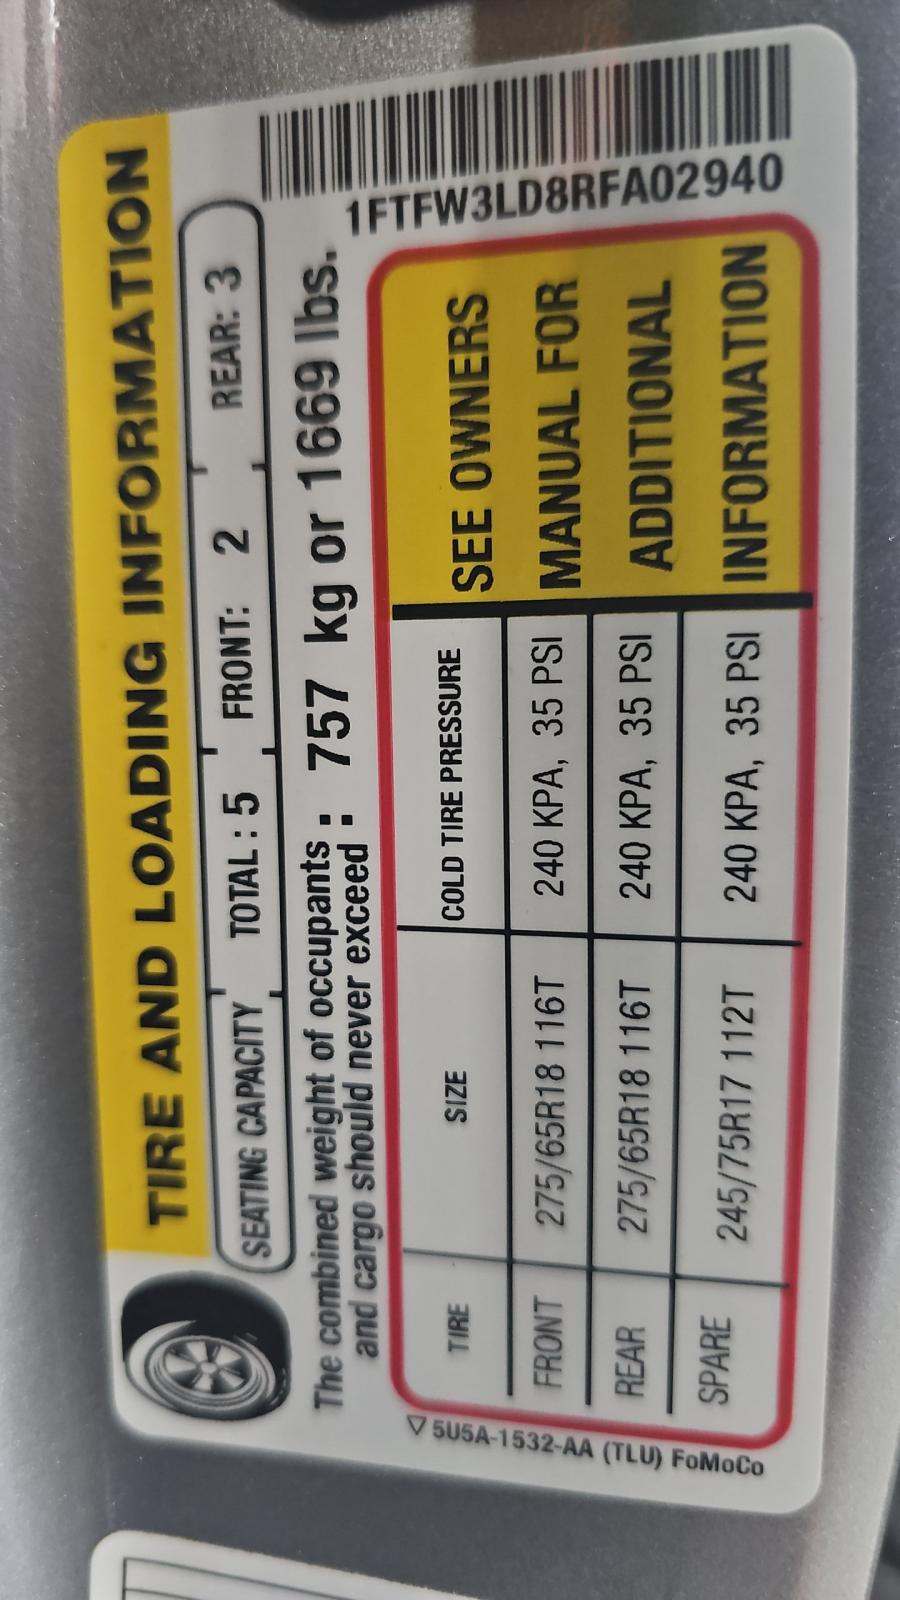 TIRE AND LOADING INFORMATION
SEATING CAPACITY TOTAL : 5 FRONT: 2 REAR: 3
The combined weight of occupants
and cargo should never exceed : 757 kg or 1669 lbs.
1FTFW3LD8RFA02940
TIRE SIZE COLD TIRE PRESSURE
FRONT 275/65R18 116T 240 KPA, 35 PSI
REAR 275/65R18 116T 240 KPA, 35 PSI
SPARE 245/75R17 112T 240 KPA, 35 PSI
SEE OWNERS
MANUAL FOR
ADDITIONAL
INFORMATION
5U5A-1532-AA (TLU) FoMoCo